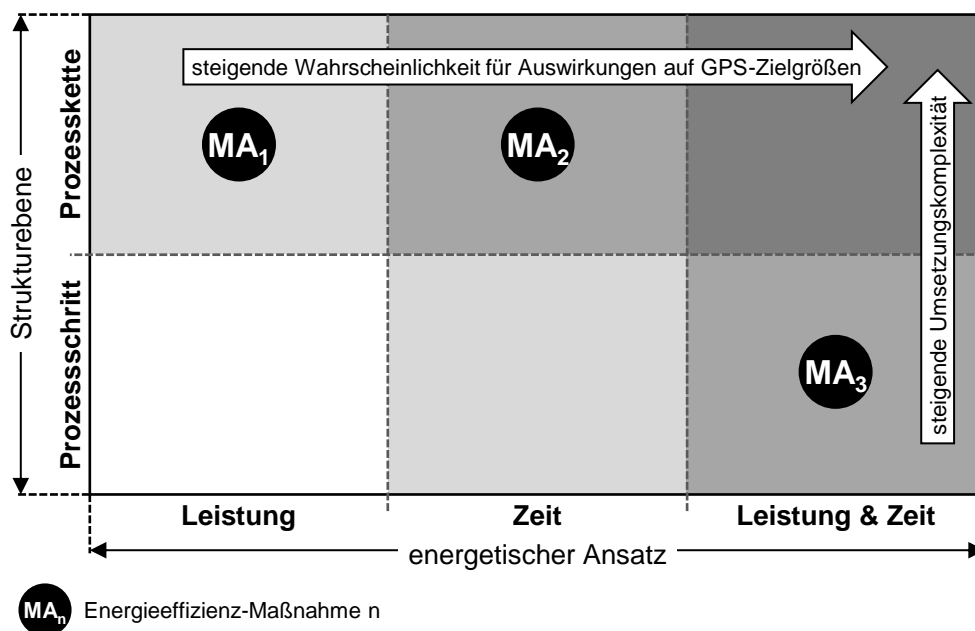 steigende Wahrscheinlichkeit für Auswirkungen auf GPS-Zielgrößen
Strukturebene
Prozesskette
Prozessschritt
MA1
MA2
MA3
steigende Umsetzungskomplexität
Leistung
Zeit
Leistung & Zeit
energetischer Ansatz
MAn Energieeffizienz-Maßnahme n